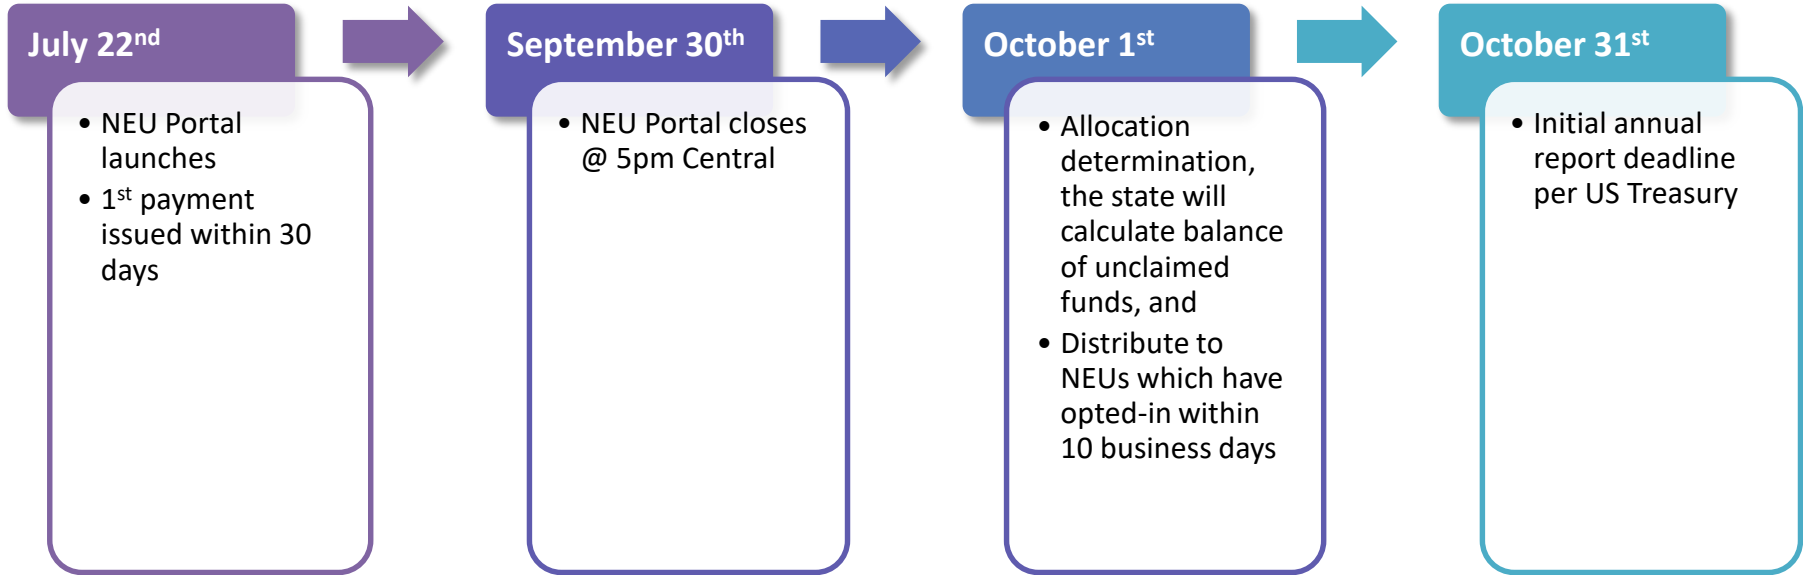 July 22nd
• NEU Portal
launches
• 1st payment
issued within 30
days
September 30th
• NEU Portal closes
@ 5pm Central
October 1st
• Allocation
determination,
the state will
calculate balance
of unclaimed
funds, and
• Distribute to
NEUs which have
opted-in within
10 business days
October 31st
• Initial annual
report deadline
per US Treasury